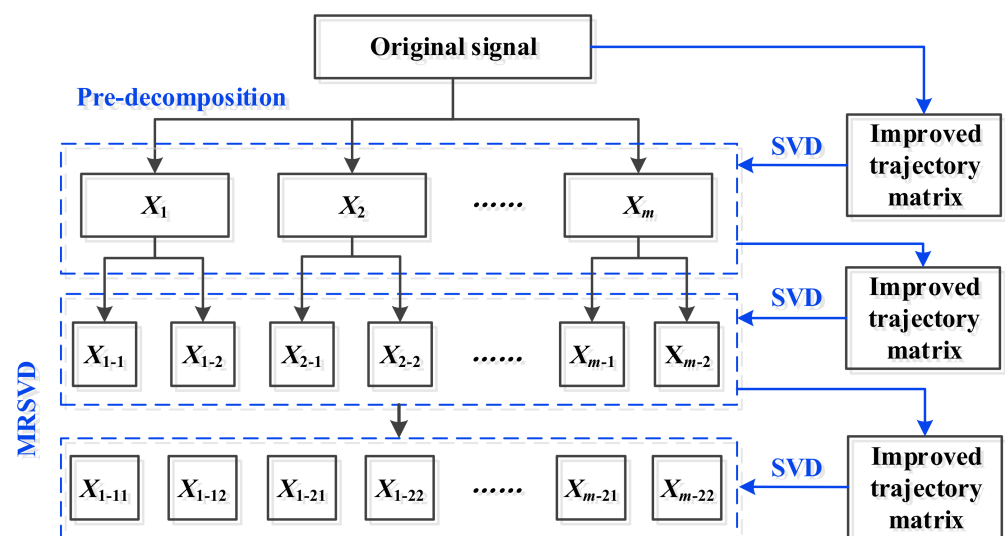 Original signal
Pre-decomposition
Improved
trajectory
matrix
SVD
X1 X2 ...... Xm
Improved
trajectory
matrix
SVD
X1-1 X1-2 X2-1 X2-2 ...... Xm-1 Xm-2
MRSVD
Improved
trajectory
matrix
SVD
X1-11 X1-12 X1-21 X1-22 ...... Xm-21 Xm-22